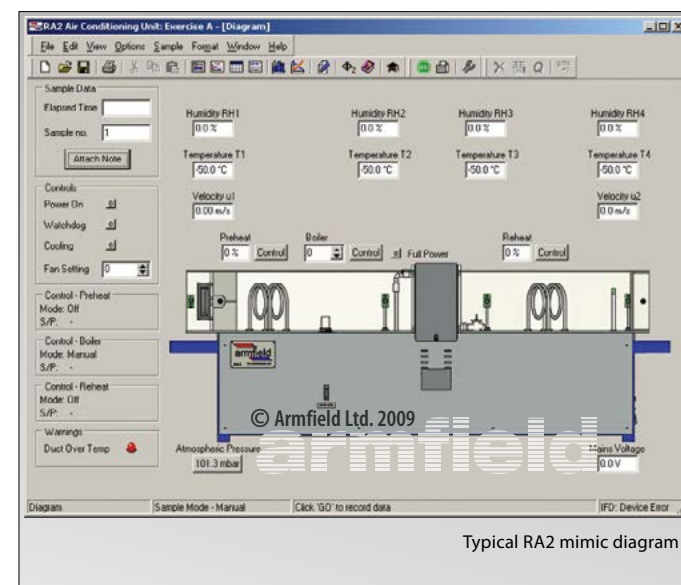 RA2 Air Conditioning Unit: Exercise A - [Diagram]
File Edit View Options Sample Format Window Help
Sample Data
Elapsed Time
Sample no. 1
Attach Note
Controls
Power On
Watchdog
Cooling
Fan Setting 0
Control - Preheat
Mode: Off
S/P: -
Control - Boiler
Mode: Manual
S/P: -
Control - Reheat
Mode: Off
S/P: -
Warnings
Duct Over Temp
Humidity RH1 Humidity RH2 Humidity RH3 Humidity RH4
0.0 % 0.0 % 0.0 % 0.0 %
Temperature T1 Temperature T2 Temperature T3 Temperature T4
-50.0 °C -50.0 °C -50.0 °C -50.0 °C
Velocity u1 Velocity u2
0.00 m/s 0.0 m/s
Preheat Boiler Reheat
0 % Control 0 Control Full Power 0 % Control
armfield
© Armfield Ltd. 2009
armfield
Atmospheric Pressure Mains Voltage
101.3 mbar 0.0 V
Diagram Sample Mode - Manual Click 'GO' to record data IFD: Device Error
Typical RA2 mimic diagram